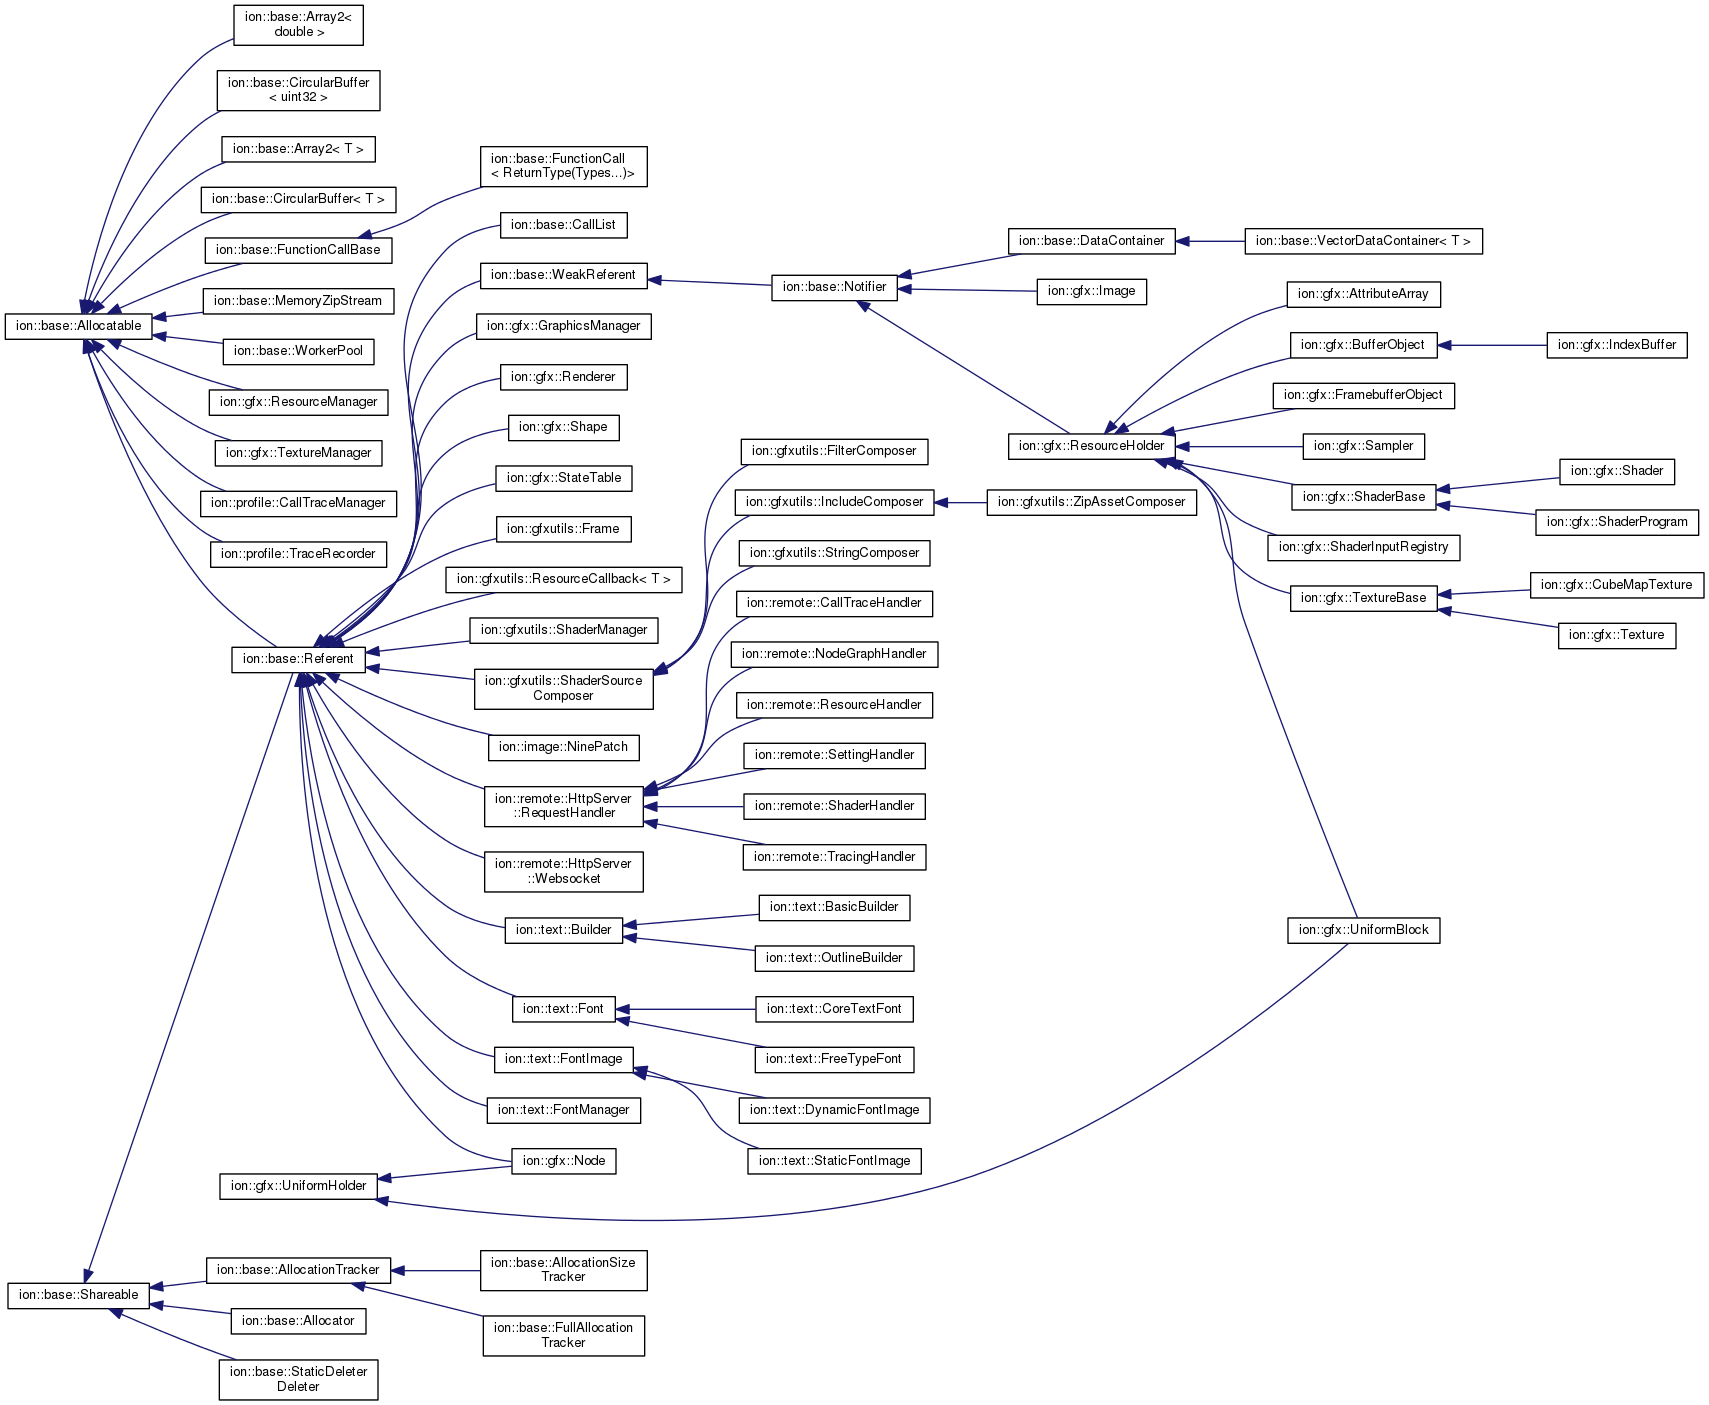 ion::base::Array2<
double >
ion::base::CircularBuffer
< uint32 >
ion::base::Array2< T >
ion::base::CircularBuffer< T >
ion::base::FunctionCallBase
ion::base::MemoryZipStream
ion::base::Allocatable
ion::base::WorkerPool
ion::gfx::ResourceManager
ion::gfx::TextureManager
ion::profile::CallTraceManager
ion::profile::TraceRecorder
ion::base::Referent
ion::gfx::UniformHolder
ion::base::Shareable
ion::base::AllocationTracker
ion::base::Allocator
ion::base::StaticDeleter
Deleter
ion::base::FunctionCall
< ReturnType(Types...)>
ion::base::CallList
ion::base::WeakReferent
ion::gfx::GraphicsManager
ion::gfx::Renderer
ion::gfx::Shape
ion::gfx::StateTable
ion::gfxutils::Frame
ion::gfxutils::ResourceCallback< T >
ion::gfxutils::ShaderManager
ion::gfxutils::ShaderSource
Composer
ion::image::NinePatch
ion::remote::HttpServer
::RequestHandler
ion::remote::HttpServer
::Websocket
ion::text::Builder
ion::text::Font
ion::text::FontImage
ion::text::FontManager
ion::gfx::Node
ion::base::AllocationSize
Tracker
ion::base::FullAllocation
Tracker
ion::base::Notifier
ion::gfxutils::FilterComposer
ion::gfxutils::IncludeComposer
ion::gfxutils::StringComposer
ion::remote::CallTraceHandler
ion::remote::NodeGraphHandler
ion::remote::ResourceHandler
ion::remote::SettingHandler
ion::remote::ShaderHandler
ion::remote::TracingHandler
ion::text::BasicBuilder
ion::text::OutlineBuilder
ion::text::CoreTextFont
ion::text::FreeTypeFont
ion::text::DynamicFontImage
ion::text::StaticFontImage
ion::base::DataContainer
ion::gfx::Image
ion::gfx::ResourceHolder
ion::gfxutils::ZipAssetComposer
ion::base::VectorDataContainer< T >
ion::gfx::AttributeArray
ion::gfx::BufferObject
ion::gfx::FramebufferObject
ion::gfx::Sampler
ion::gfx::ShaderBase
ion::gfx::ShaderInputRegistry
ion::gfx::TextureBase
ion::gfx::UniformBlock
ion::gfx::IndexBuffer
ion::gfx::Shader
ion::gfx::ShaderProgram
ion::gfx::CubeMapTexture
ion::gfx::Texture